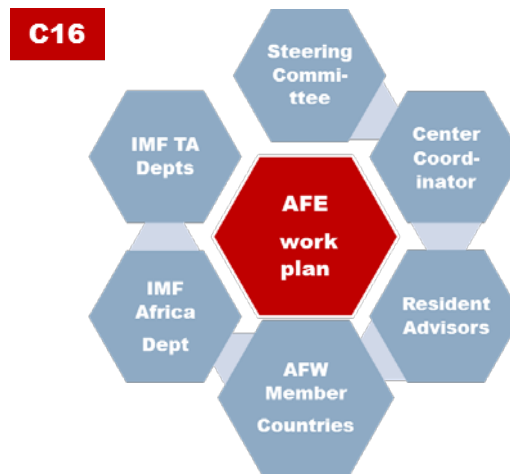 C16
Steering
Commi-
ttee
Center
Coord-
inator
Resident
Advisors
AFW
Member
Countries
IMF
Africa
Dept
IMF TA
Depts
AFE
work
plan